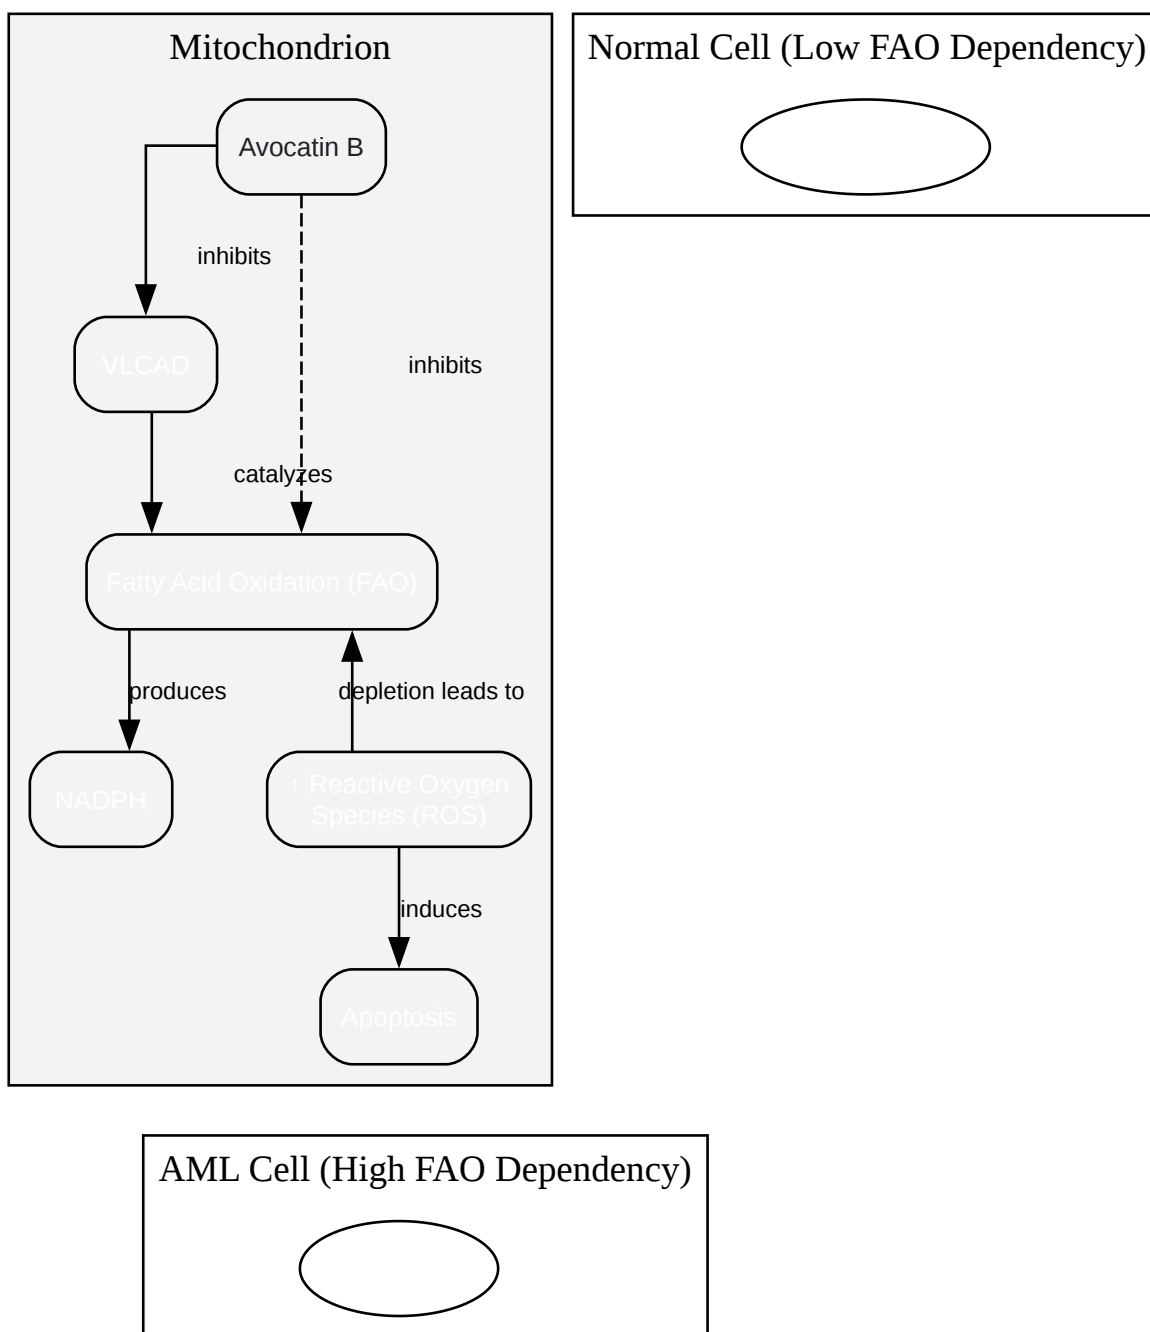 Mitochondrion
Normal Cell (Low FAO Dependency)
Avocatin B
inhibits
VLCAD
inhibits
catalyzes
Fatty Acid Oxidation (FAO)
produces
depletion leads to
NADPH
↑ Reactive Oxygen
Species (ROS)
induces
Apoptosis
AML Cell (High FAO Dependency)